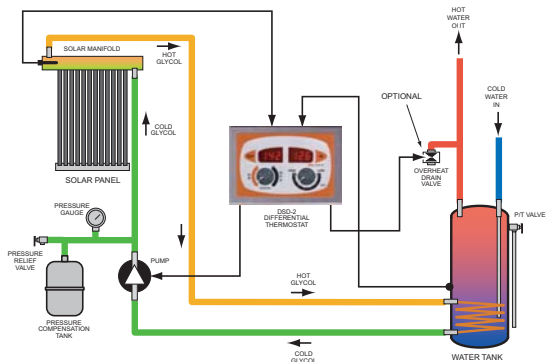 SOLAR MANIFOLD
HOT
GLYCOL
HOT
WATER
OUT
COLD
WATER
IN
OPTIONAL
COLD
GLYCOL
142
126
OVERHEAT
DRAIN
VALVE
SOLAR PANEL
PRESSURE
GAUGE
DSD-2
DIFFERENTIAL
THERMOSTAT
P/T VALVE
PRESSURE
RELIEF
VALVE
PUMP
HOT
GLYCOL
PRESSURE
COMPENSATION
TANK
COLD
GLYCOL
WATER TANK